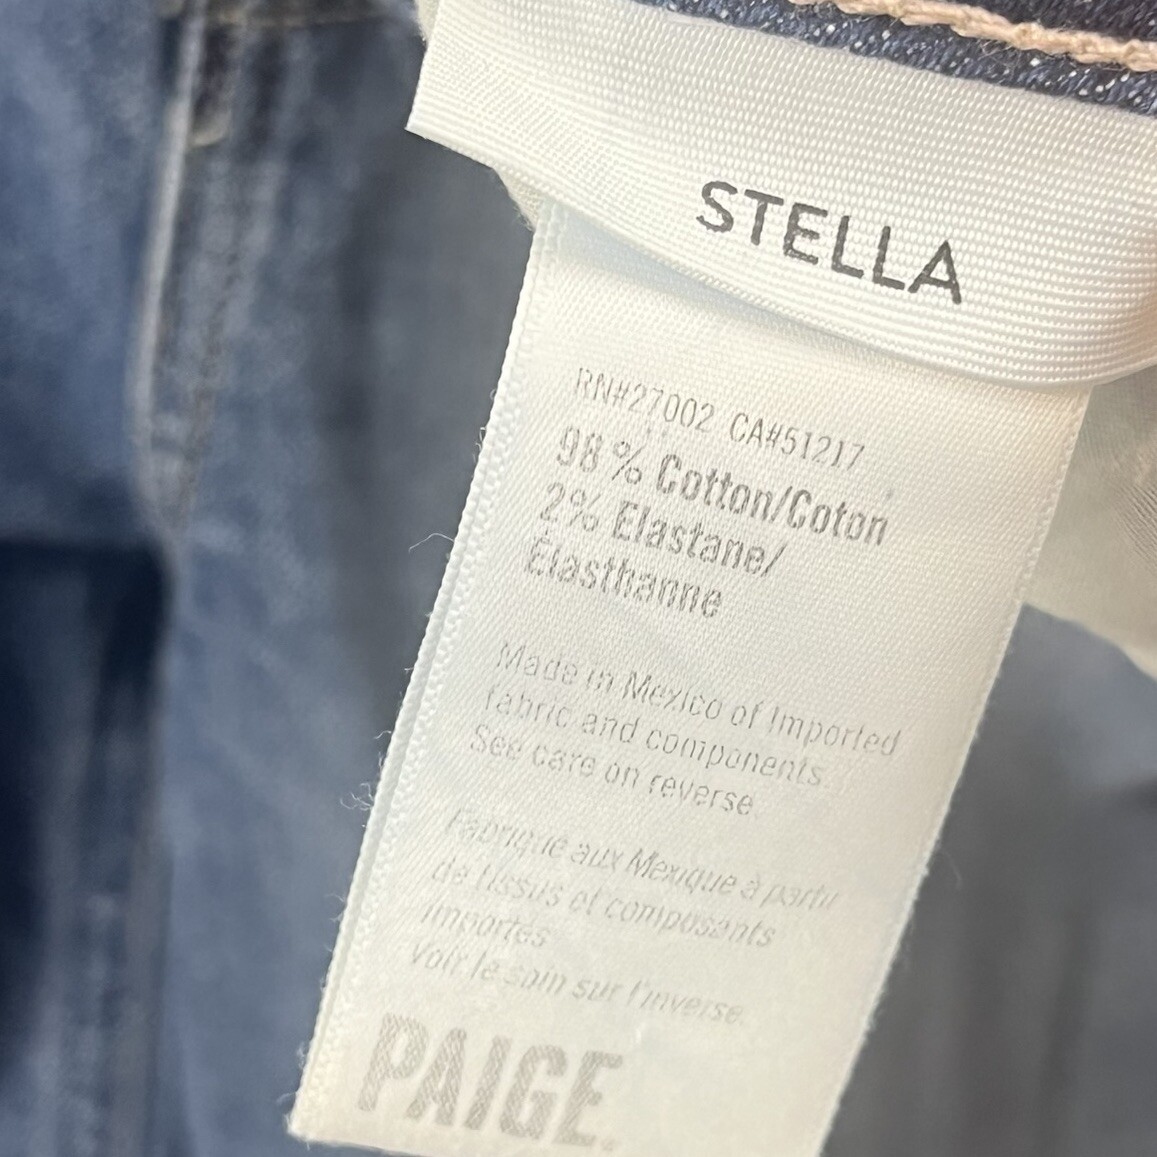 STELLA
RN#27002 CA#51217
98% Cotton/Coton
2% Elastane/
Élasthanne
Made in Mexico of Imported
fabric and components.
See care on reverse.
Fabriqué aux Mexique à partir
de tissus et composants
importés
Voir le soin sur l'inverse.
PAIGE.